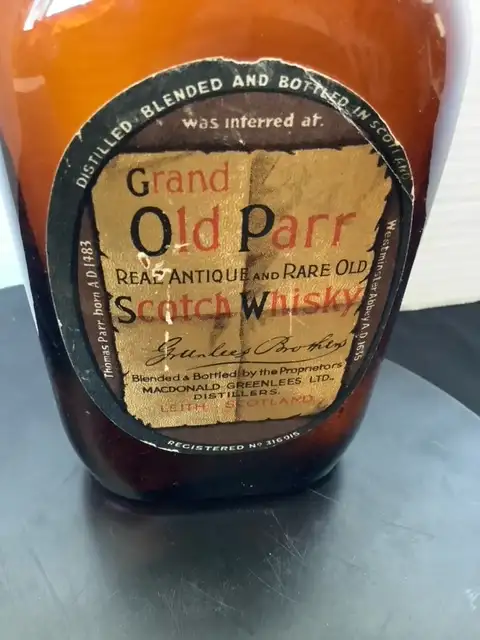 DISTILLED BLENDED AND BOTTLED IN SCOTLAND
was inferred at.
Grand
Old Parr
REAL ANTIQUE AND RARE OLD
Scotch Whisky
Greenlees Brothers
Blended & Bottled by the Proprietors
MACDONALD GREENLEES LTD.,
DISTILLERS.
LEITH SCOTLAND
Thomas Parr. born A.D 1483
Westminster Abbey A.D. 1635
REGISTERED No 316915